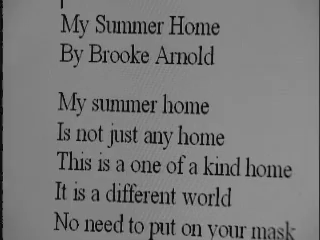 My Summer Home
By Brooke Arnold
My summer home
Is not just any home
This is a one of a kind home
It is a different world
No need to put on your mask